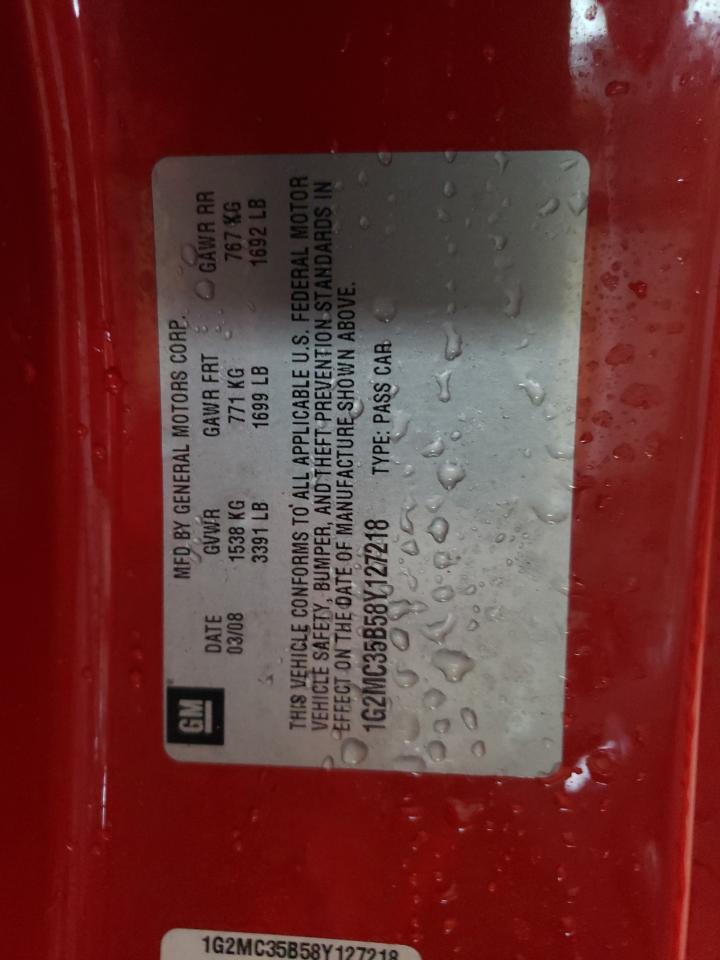 GM
MFD BY GENERAL MOTORS CORP.
DATE GVWR GAWR FRT GAWR RR
03/08 1538 KG 771 KG 767 KG
3391 LB 1699 LB 1692 LB
THIS VEHICLE CONFORMS TO ALL APPLICABLE U.S. FEDERAL MOTOR
VEHICLE SAFETY, BUMPER, AND THEFT PREVENTION STANDARDS IN
EFFECT ON THE DATE OF MANUFACTURE SHOWN ABOVE.
1G2MC35B58Y127218 TYPE: PASS CAR
1G2MC35B58Y127218